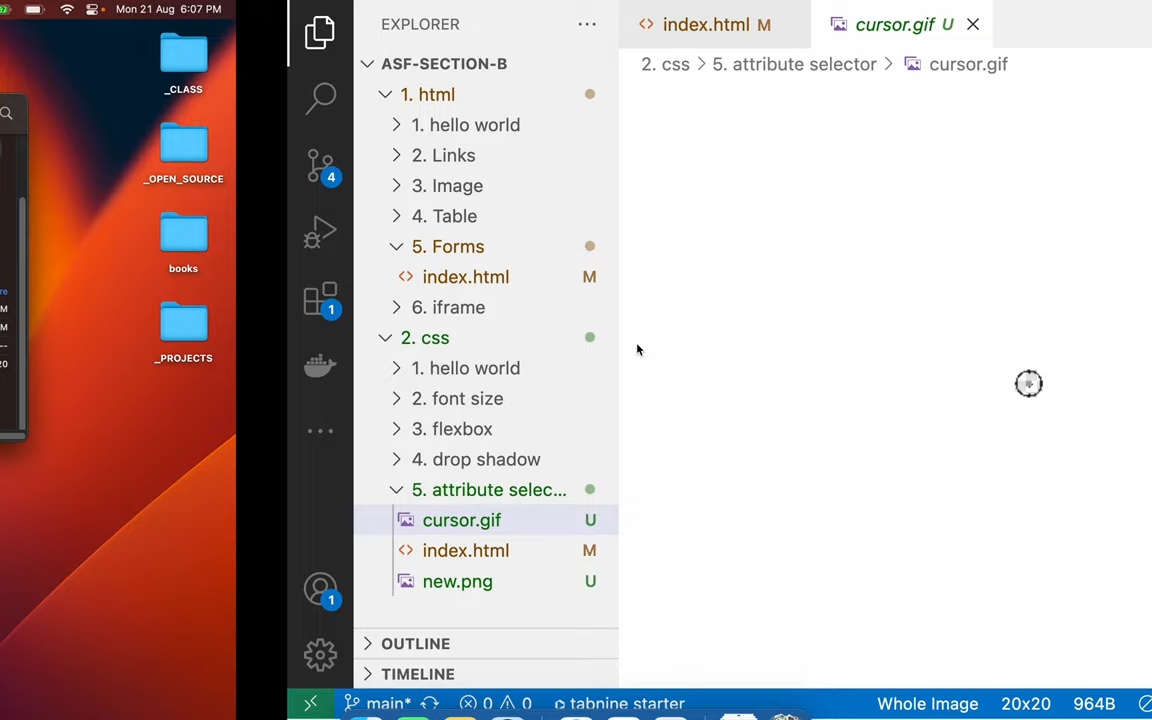 Mon 21 Aug 6:07 PM
_CLASS
_OPEN_SOURCE
books
_PROJECTS
re
M
M
--
20
4
1
1
EXPLORER
ASF-SECTION-B
1. html
1. hello world
2. Links
3. Image
4. Table
5. Forms
index.html M
6. iframe
2. css
1. hello world
2. font size
3. flexbox
4. drop shadow
5. attribute selec...
cursor.gif U
index.html M
new.png U
OUTLINE
TIMELINE
index.html M cursor.gif U
2. css > 5. attribute selector > cursor.gif
main* 0 0 tabnine starter Whole Image 20x20 964B